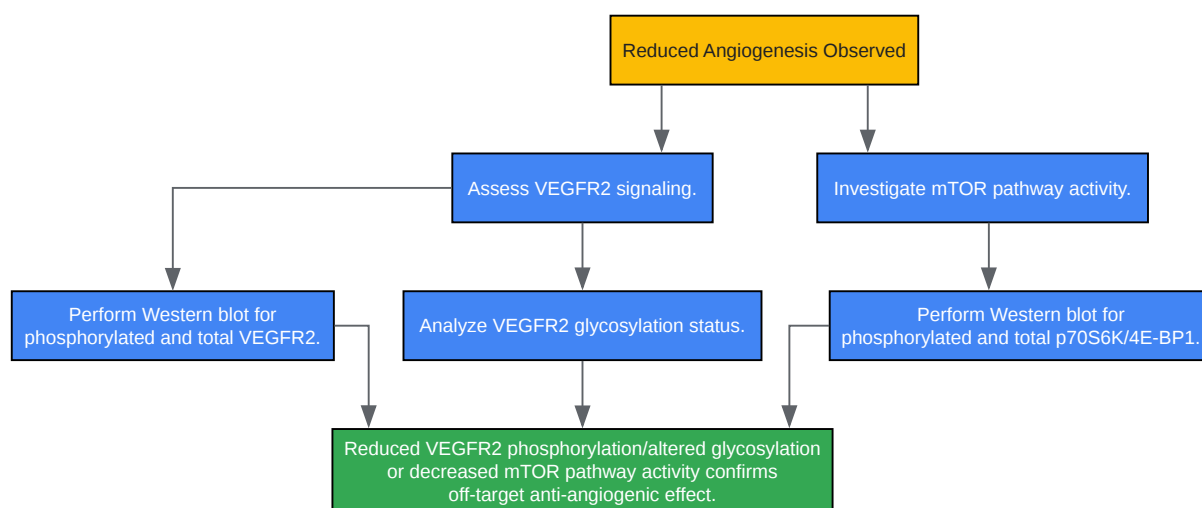 Reduced Angiogenesis Observed
Assess VEGFR2 signaling.
Investigate mTOR pathway activity.
Perform Western blot for
phosphorylated and total VEGFR2.
Analyze VEGFR2 glycosylation status.
Perform Western blot for
phosphorylated and total p70S6K/4E-BP1.
Reduced VEGFR2 phosphorylation/altered glycosylation
or decreased mTOR pathway activity confirms
off-target anti-angiogenic effect.